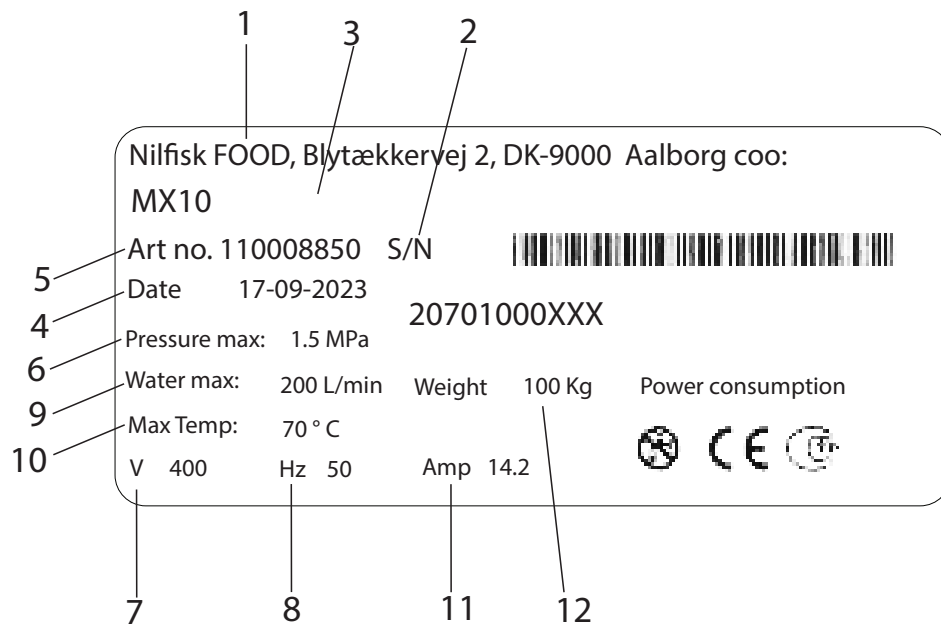 1 3 2
Nilfisk FOOD, Blytækkervej 2, DK-9000 Aalborg coo:
MX10
5 Art no. 110008850 S/N
4 Date 17-09-2023
20701000XXX
6 Pressure max: 1.5 MPa
9 Water max: 200 L/min Weight 100 Kg Power consumption
10 Max Temp: 70 ° C
CE
V 400 Hz 50 Amp 14.2
7 8 11 12